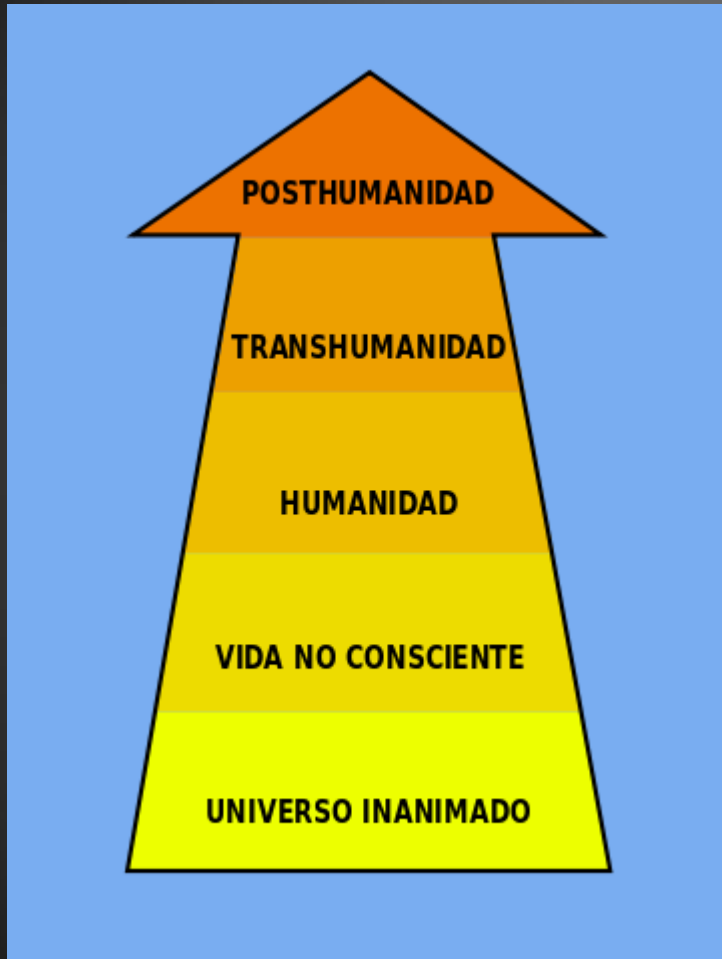 POSTHUMANIDAD
TRANSHUMANIDAD
HUMANIDAD
VIDA NO CONSCIENTE
UNIVERSO INANIMADO